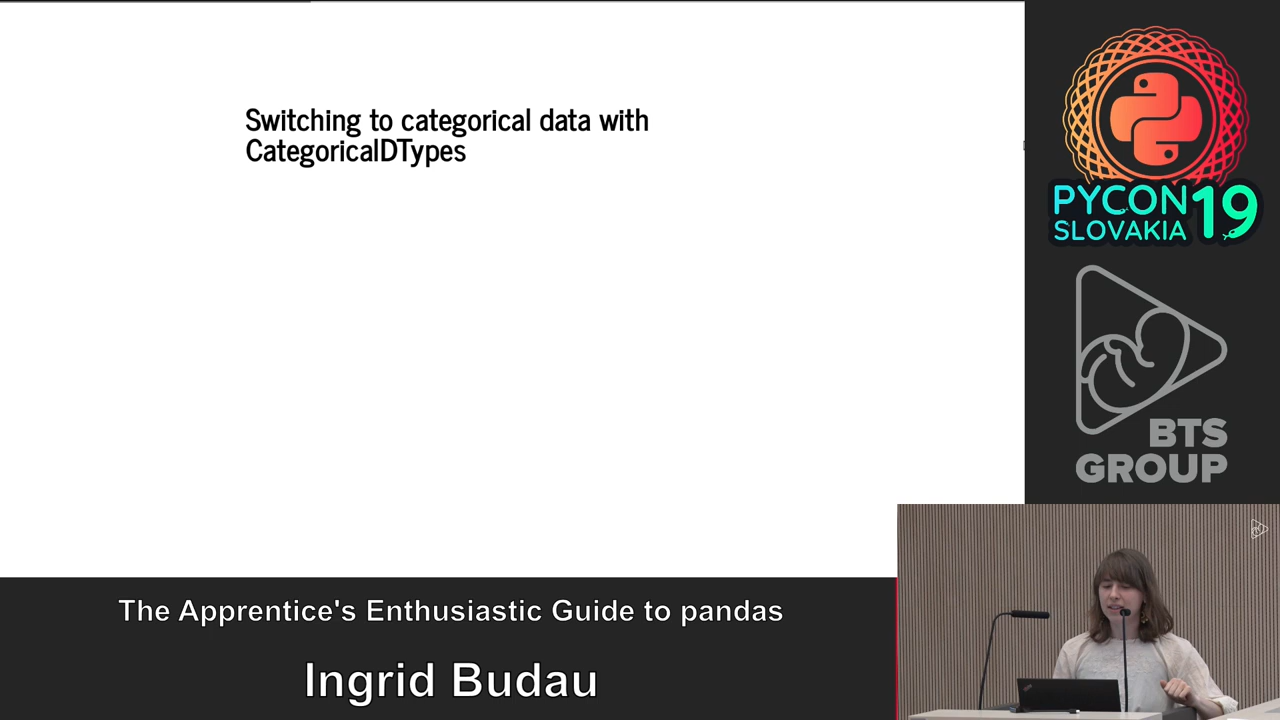 Switching to categorical data with
CategoricalDTypes
PYCON 19
SLOVAKIA
BTS
GROUP
The Apprentice's Enthusiastic Guide to pandas
Ingrid Budau